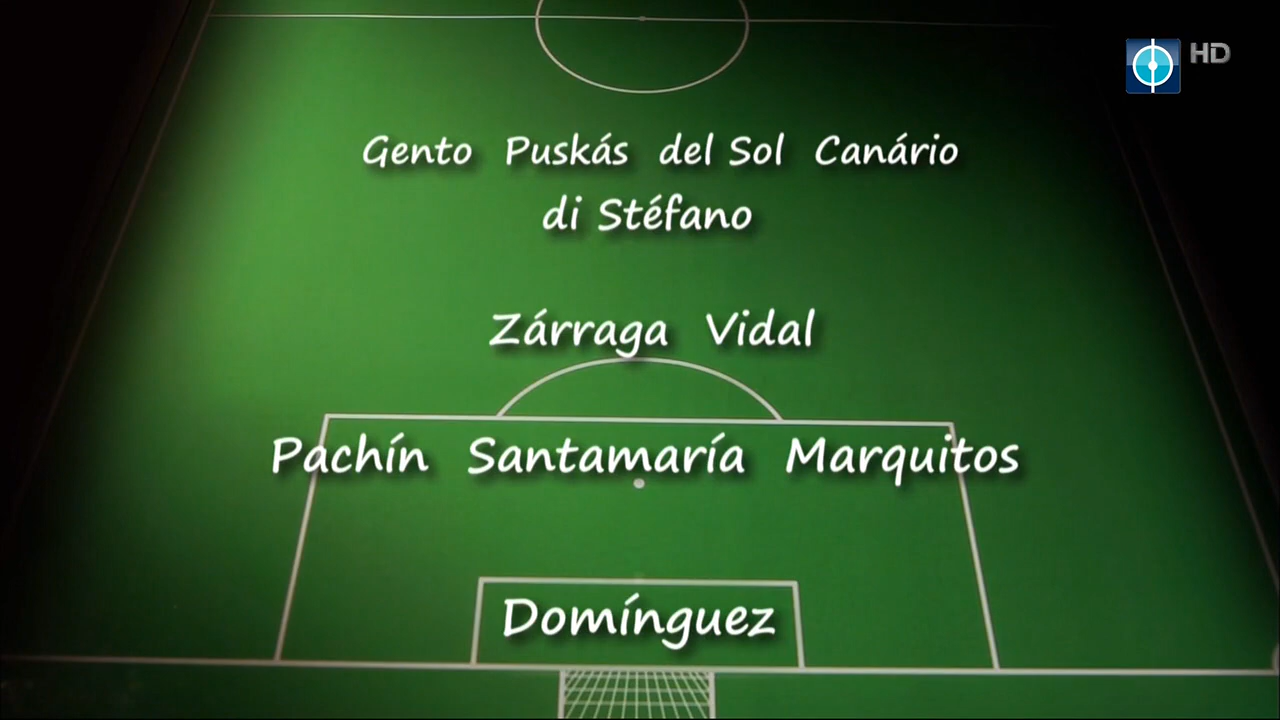 HD
Gento Puskás del Sol Canário
di Stéfano
Zárraga Vidal
Pachín Santamaría Marquitos
Domínguez